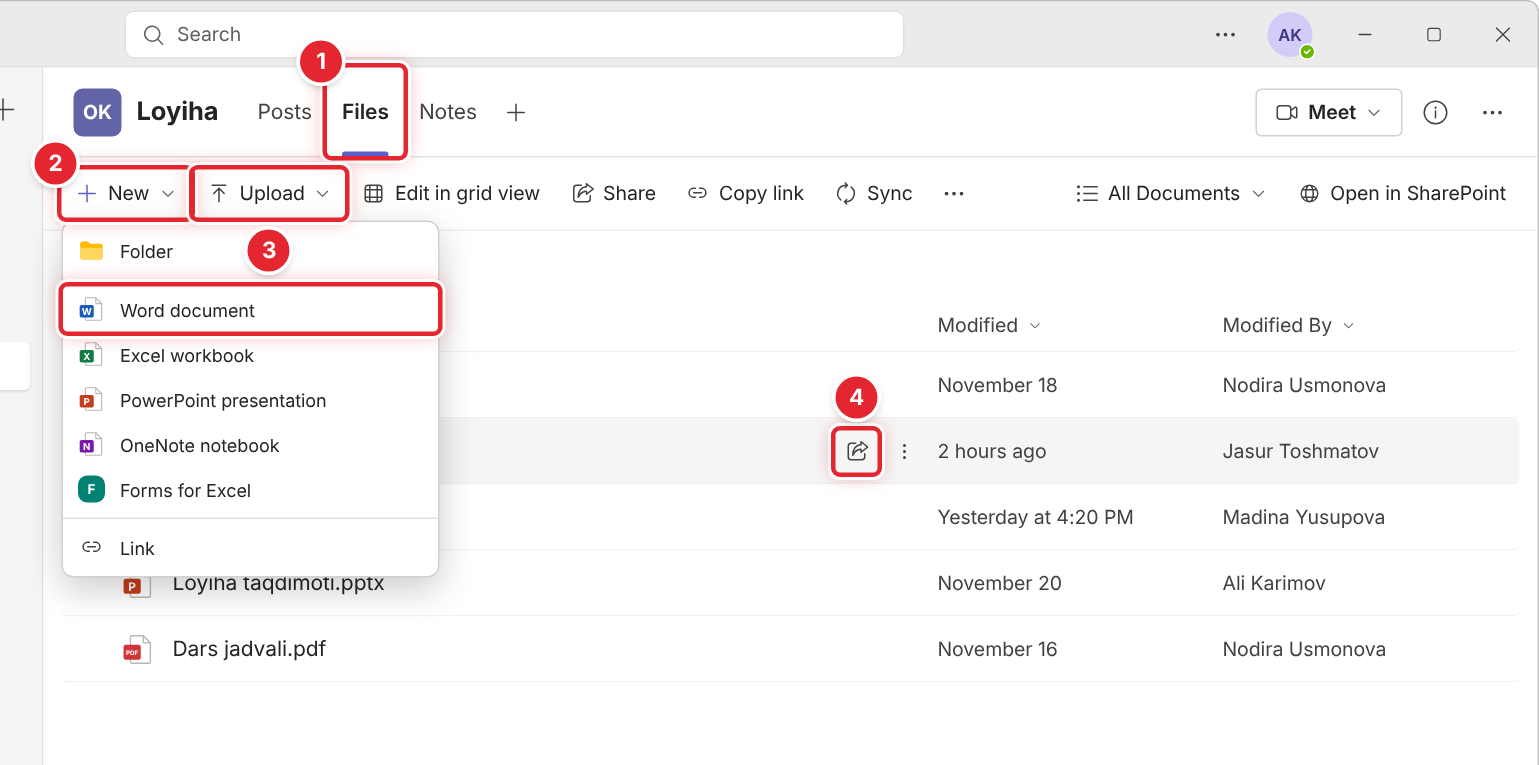 Search
AK
1
OK Loyiha Posts Files Notes
Meet
2
New Upload Edit in grid view Share Copy link Sync All Documents Open in SharePoint
Folder
3
Word document
Modified Modified By
Excel workbook
November 18 Nodira Usmonova
PowerPoint presentation
4
OneNote notebook
2 hours ago Jasur Toshmatov
Forms for Excel
Yesterday at 4:20 PM Madina Yusupova
Link
Loyiha taqdimoti.pptx November 20 Ali Karimov
Dars jadvali.pdf November 16 Nodira Usmonova